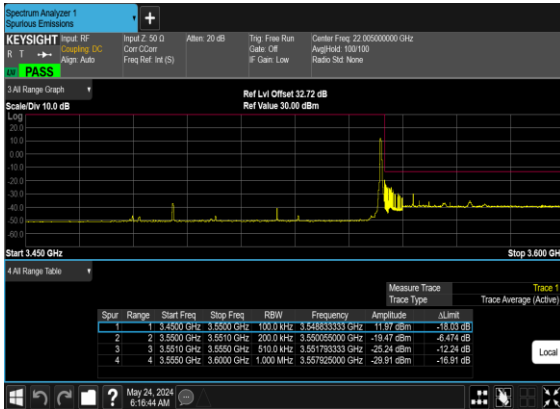 Spectrum Analyzer 1
Spurious Emissions
+
KEYSIGHT Input: RF Input Z: 50 Ω Atten: 20 dB Trig: Free Run Center Freq: 22.005000000 GHz
R T Coupling: DC Corr CCorr Gate: Off Avg|Hold: 100/100
Align: Auto Freq Ref: Int (S) IF Gain: Low Radio Std: None
LXI PASS
3 All Range Graph Ref Lvl Offset 32.72 dB
Scale/Div 10.0 dB Ref Value 30.00 dBm
Log
20.0
10.0
0.00
-10.0
-20.0
-30.0
-40.0
-50.0
-60.0
Start 3.450 GHz Stop 3.600 GH
4 All Range Table
Measure Trace Trace 1
Trace Type Trace Average (Active)
Spur Range Start Freq Stop Freq RBW Frequency Amplitude ΔLimit
1 1 3.4500 GHz 3.5500 GHz 100.0 kHz 3.548833333 GHz 11.97 dBm -18.03 dB
2 2 3.5500 GHz 3.5510 GHz 200.0 kHz 3.550055000 GHz -19.47 dBm -6.474 dB
3 3 3.5510 GHz 3.5550 GHz 510.0 kHz 3.551793333 GHz -25.24 dBm -12.24 dB
4 4 3.5550 GHz 3.6000 GHz 1.000 MHz 3.557925000 GHz -29.91 dBm -16.91 dB
Local
? May 24, 2024
6:16:44 AM